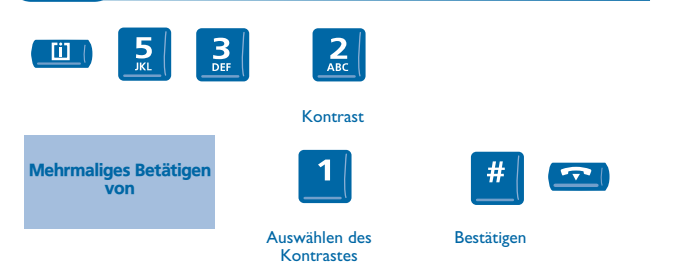 [i] 5 3 2
JKL DEF ABC
Kontrast
Mehrmaliges Betätigen
von
1 #
Auswählen des
Kontrastes
Bestätigen